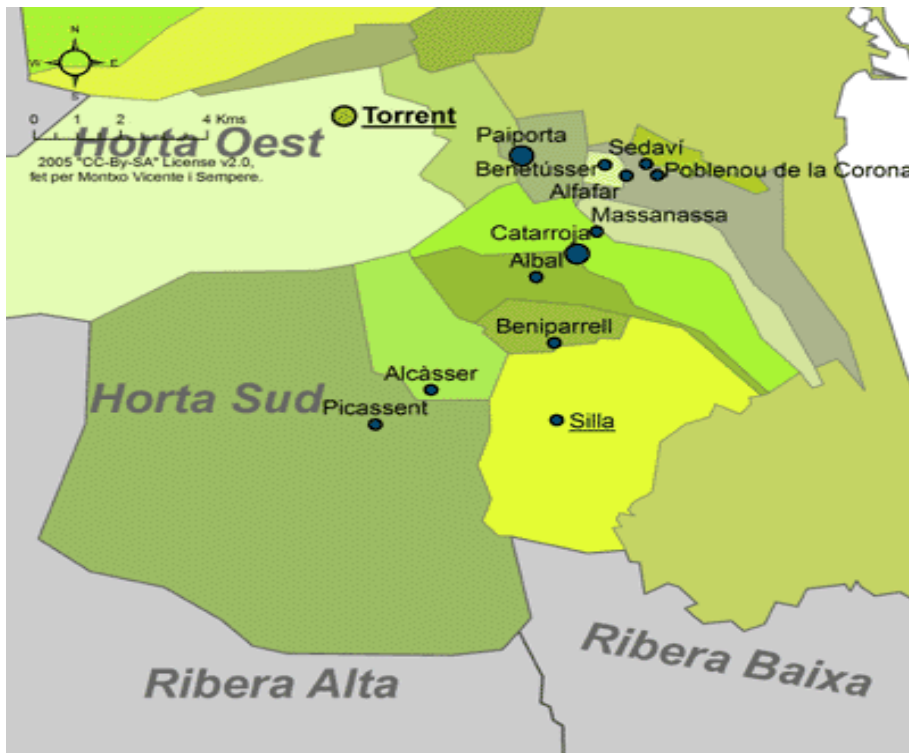 N
W E
S
0 1 2 4 Kms
Horta Oest
2005 "CC-By-SA" License v2.0,
fet per Montxo Vicente i Sempere.
Torrent
Paiporta
Sedaví
Benetússer
Poblenou de la Corona
Alfafar
Massanassa
Catarroja
Albal
Beniparrell
Alcàsser
Horta Sud
Picassent
Silla
Ribera Alta
Ribera Baixa